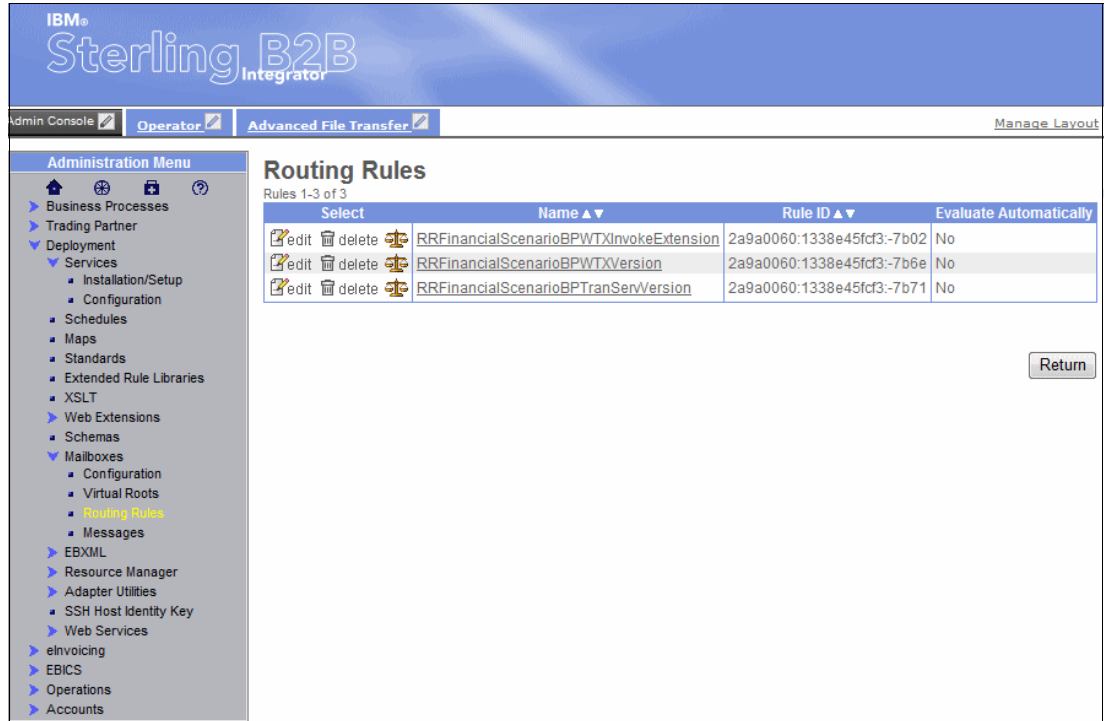 IBM®
Sterling B2B
Integrator
Admin Console
Operator
Advanced File Transfer
Manage Layout
Administration Menu
Business Processes
Trading Partner
Deployment
Services
Installation/Setup
Configuration
Schedules
Maps
Standards
Extended Rule Libraries
XSLT
Web Extensions
Schemas
Mailboxes
Configuration
Virtual Roots
Routing Rules
Messages
EBXML
Resource Manager
Adapter Utilities
SSH Host Identity Key
Web Services
eInvoicing
EBICS
Operations
Accounts
Routing Rules
Rules 1-3 of 3
Select Name ▲▼ Rule ID ▲▼ Evaluate Automatically
edit delete RRFinancialScenarioBPWTXInvokeExtension 2a9a0060:1338e45fcf3:-7b02 No
edit delete RRFinancialScenarioBPWTXVersion 2a9a0060:1338e45fcf3:-7b6e No
edit delete RRFinancialScenarioBPTranServVersion 2a9a0060:1338e45fcf3:-7b71 No
Return